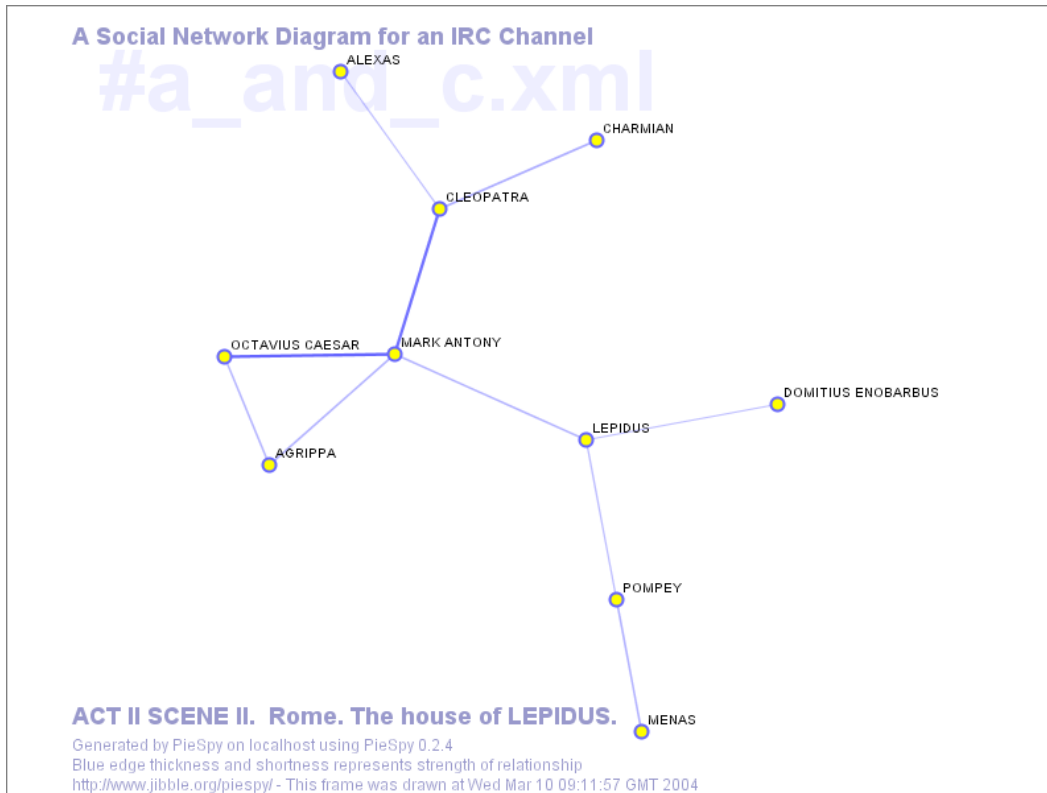 A Social Network Diagram for an IRC Channel
#a_and_c.xml
ALEXAS
CHARMIAN
CLEOPATRA
OCTAVIUS CAESAR
MARK ANTONY
DOMITIUS ENOBARBUS
LEPIDUS
AGRIPPA
POMPEY
MENAS
ACT II SCENE II. Rome. The house of LEPIDUS.
Generated by PieSpy on localhost using PieSpy 0.2.4
Blue edge thickness and shortness represents strength of relationship
http://www.jibble.org/piespy/ - This frame was drawn at Wed Mar 10 09:11:57 GMT 2004